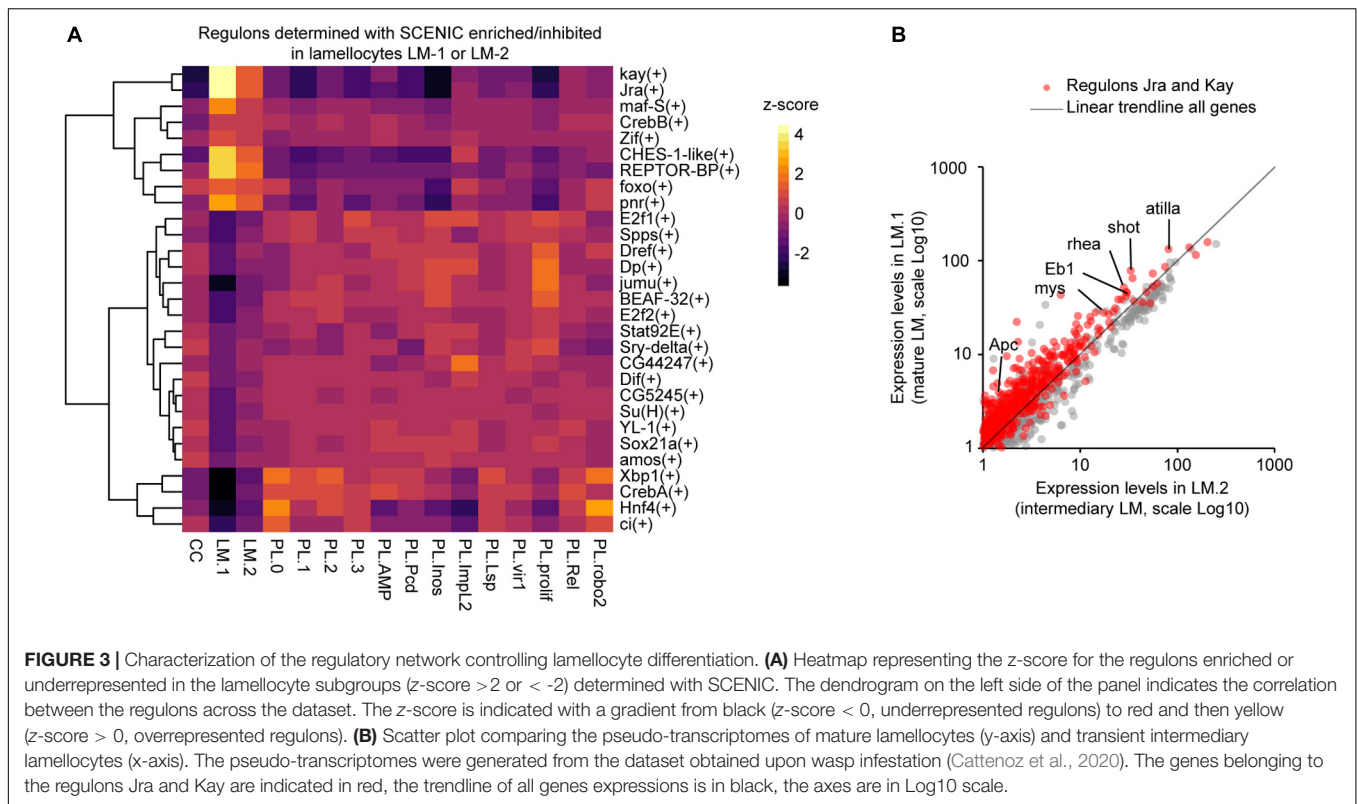 A
Regulons determined with SCENIC enriched/inhibited
in lamellocytes LM-1 or LM-2
kay(+)
Jra(+)
maf-S(+)
CrebB(+)
Zif(+)
CHES-1-like(+)
REPTOR-BP(+)
foxo(+)
pnr(+)
E2f1(+)
Spps(+)
Dref(+)
Dp(+)
jumu(+)
BEAF-32(+)
E2f2(+)
Stat92E(+)
Sry-delta(+)
CG44247(+)
Dif(+)
CG5245(+)
Su(H)(+)
YL-1(+)
Sox21a(+)
amos(+)
Xbp1(+)
CrebA(+)
Hnf4(+)
ci(+)
CC
LM.1
LM.2
PL.0
PL.1
PL.2
PL.3
PL.AMP
PL.Pcd
PL.Inos
PL.ImpL2
PL.Lsp
PL.vir1
PL.prolif
PL.Rel
PL.robo2
z-score
4
2
0
-2
B
Regulons Jra and Kay
Linear trendline all genes
Expression levels in LM.1
(mature LM, scale Log10)
1000
100
10
1
atilla
shot
rhea
Eb1
mys
Apc
1
10
100
1000
Expression levels in LM.2
(intermediary LM, scale Log10)
FIGURE 3 | Characterization of the regulatory network controlling lamellocyte differentiation. (A) Heatmap representing the z-score for the regulons enriched or
underrepresented in the lamellocyte subgroups (z-score >2 or < -2) determined with SCENIC. The dendrogram on the left side of the panel indicates the correlation
between the regulons across the dataset. The z-score is indicated with a gradient from black (z-score < 0, underrepresented regulons) to red and then yellow
(z-score > 0, overrepresented regulons). (B) Scatter plot comparing the pseudo-transcriptomes of mature lamellocytes (y-axis) and transient intermediary
lamellocytes (x-axis). The pseudo-transcriptomes were generated from the dataset obtained upon wasp infestation (Cattenoz et al., 2020). The genes belonging to
the regulons Jra and Kay are indicated in red, the trendline of all genes expressions is in black, the axes are in Log10 scale.